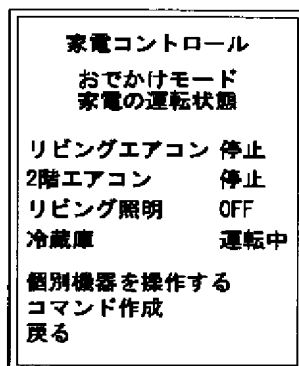 家電コントロール
おでかけモード
家電の運転状態
リビングエアコン 停止
2階エアコン 停止
リビング照明 OFF
冷蔵庫 運転中
個別機器を操作する
コマンド作成
戻る